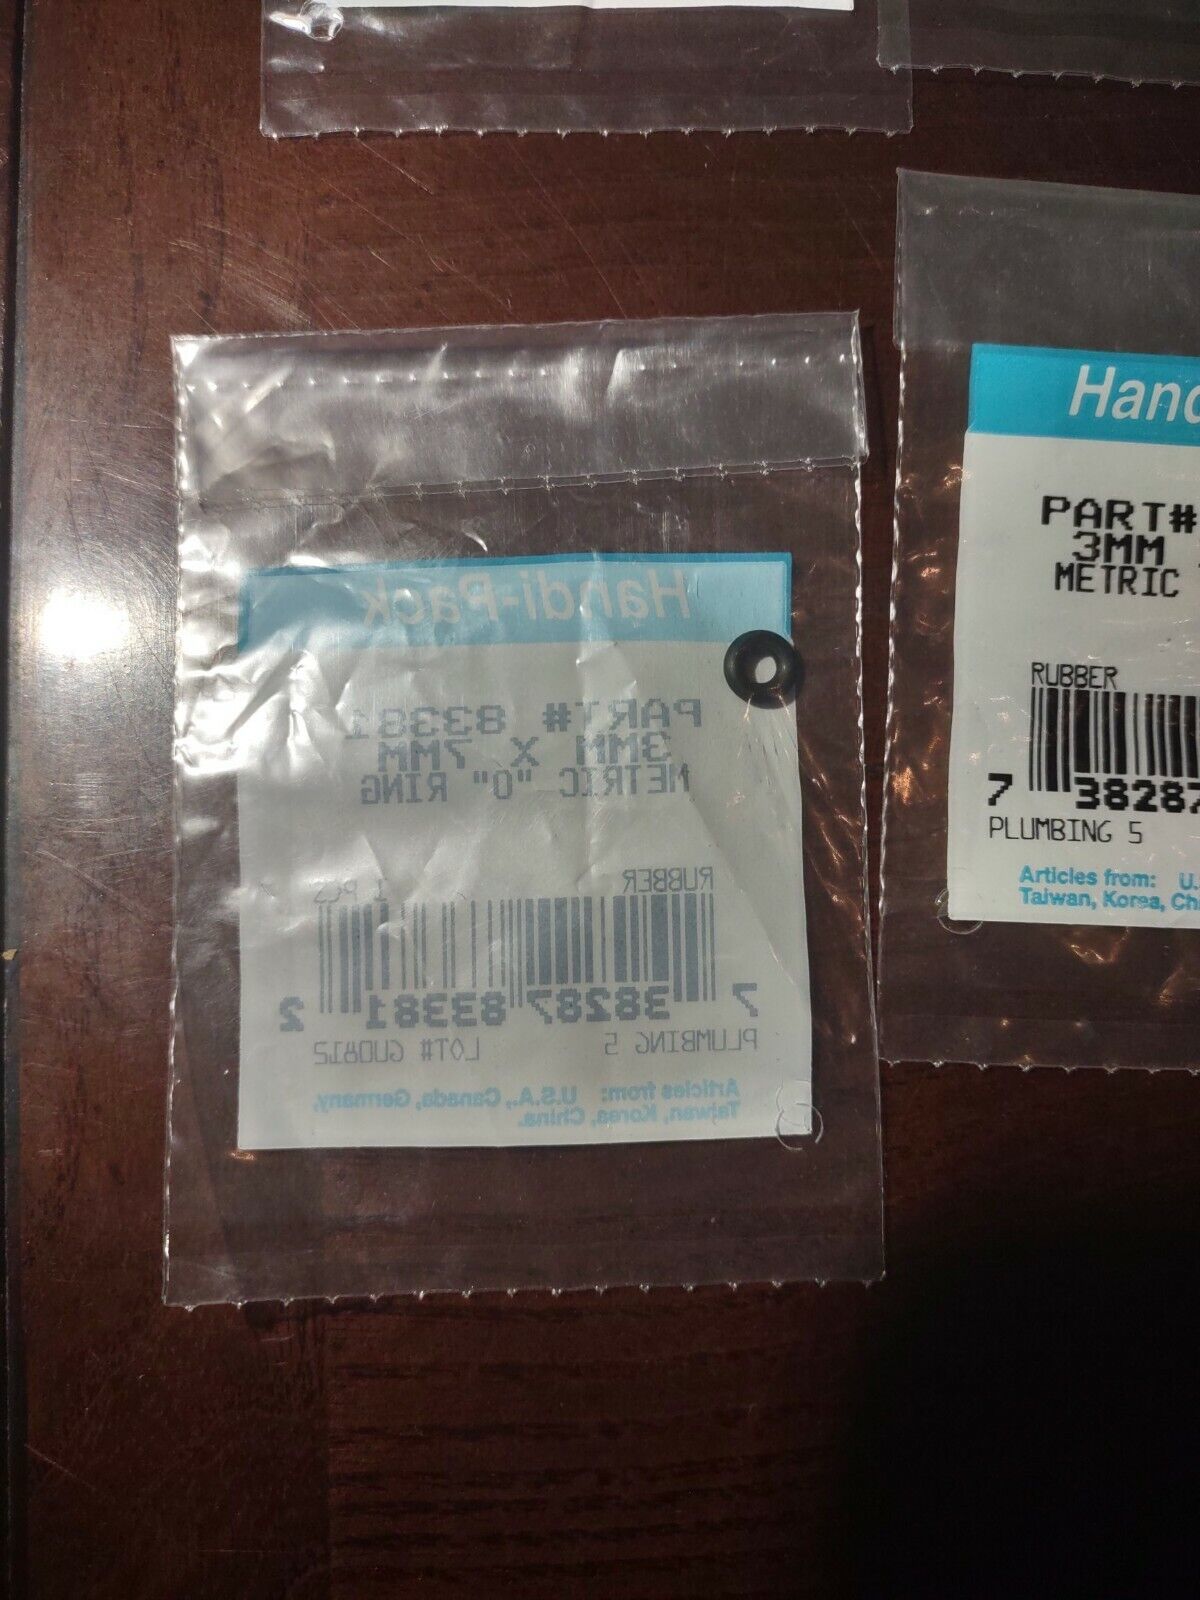 Handi-Pack
PART# 83381
3MM X 7MM
METRIC "O" RING
RUBBER 1 PCS
7 38287 83381 2
PLUMBING 5 LOT# GU0812
Articles from: U.S.A., Canada, Germany,
Taiwan, Korea, China.
Hand
PART#
3MM
METRIC
RUBBER
7 38287
PLUMBING 5
Articles from: U.
Taiwan, Korea, Chi